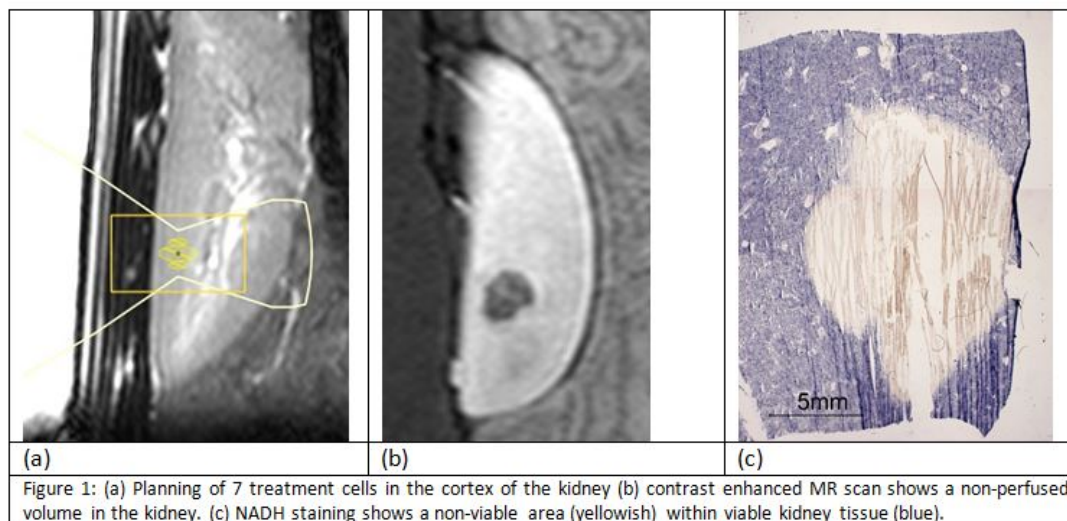 5mm
(a) (b) (c)
Figure 1: (a) Planning of 7 treatment cells in the cortex of the kidney (b) contrast enhanced MR scan shows a non-perfused
volume in the kidney. (c) NADH staining shows a non-viable area (yellowish) within viable kidney tissue (blue).